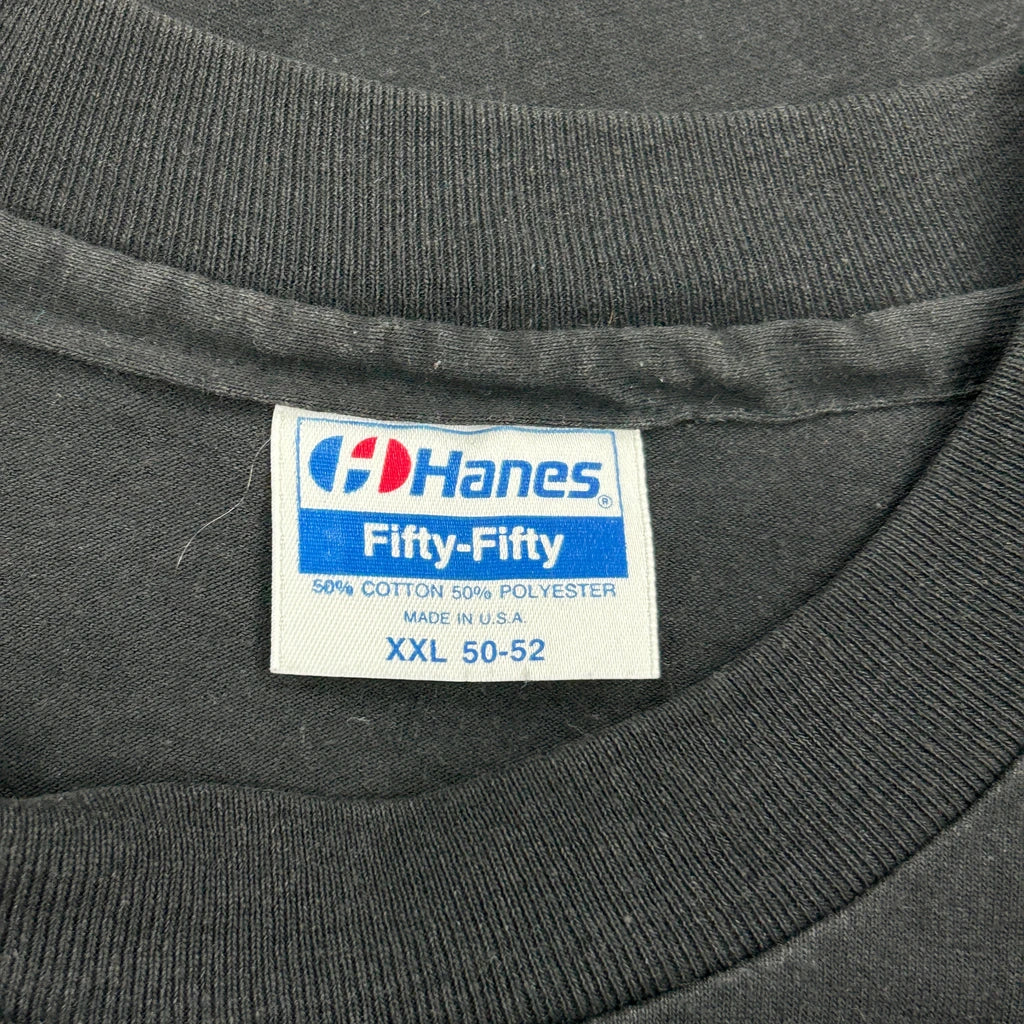 Hanes®
Fifty-Fifty
50% COTTON 50% POLYESTER
MADE IN U.S.A.
XXL 50-52